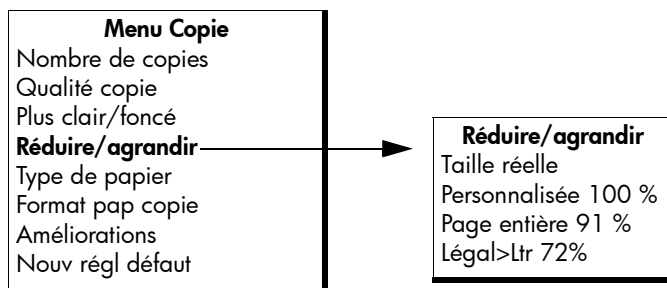 Menu Copie
Nombre de copies
Qualité copie
Plus clair/foncé
Réduire/agrandir
Type de papier
Format pap copie
Améliorations
Nouv régl défaut
Réduire/agrandir
Taille réelle
Personnalisée 100 %
Page entière 91 %
Légal>Ltr 72%